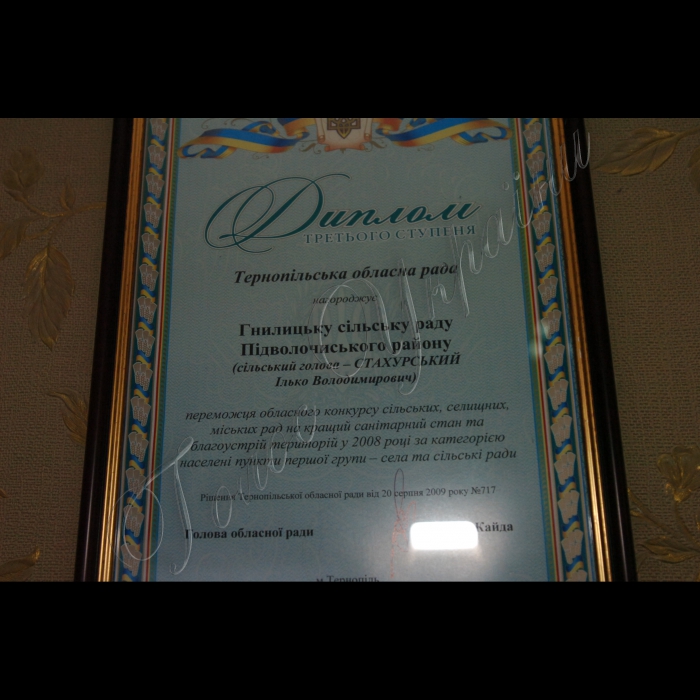 Диплом
ТРЕТЬОГО СТУПЕНЯ
Тернопільська обласна рада
нагороджує
Гнилицьку сільську раду
Підволочиського району
(сільський голова – СТАХУРСЬКИЙ
Ілько Володимирович)
переможця обласного конкурсу сільських, селищних,
міських рад на кращий санітарний стан та
благоустрій територій у 2008 році за категорією
населені пункти першої групи – села та сільські ради
Рішення Тернопільської обласної ради від 20 серпня 2009 року №717
Голова обласної ради Кайда
м.Тернопіль
України